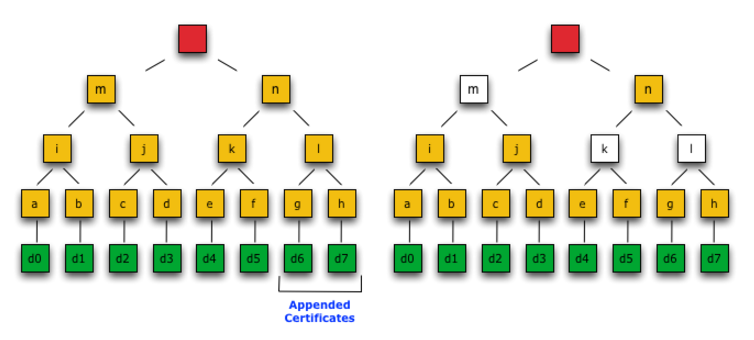 m n m n
i j k l i j k l
a b c d e f g h a b c d e f g h
d0 d1 d2 d3 d4 d5 d6 d7 d0 d1 d2 d3 d4 d5 d6 d7
Appended
Certificates